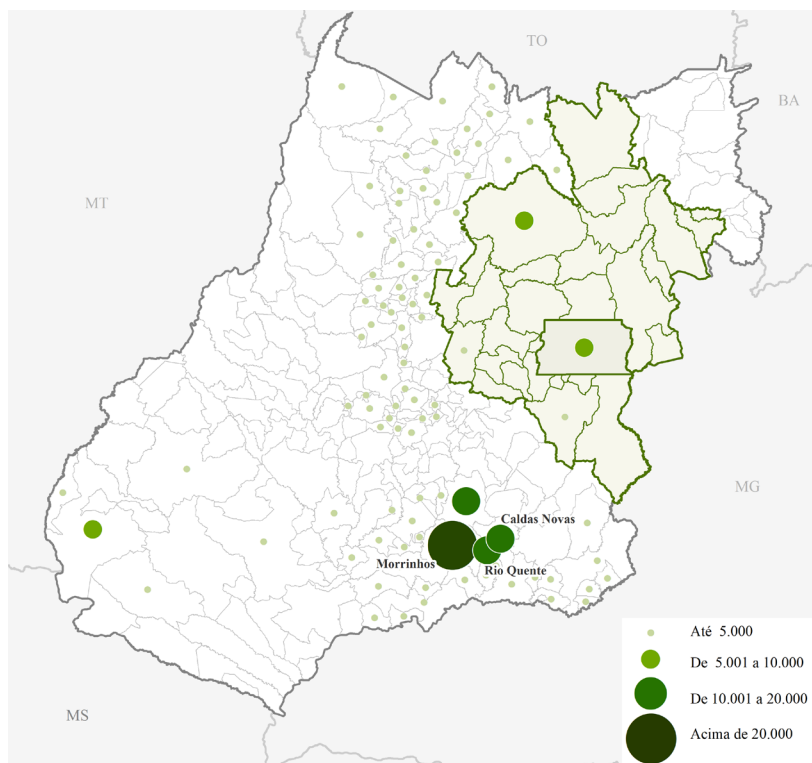 TO
BA
MT
MG
Caldas Novas
Morrinhos
Rio Quente
MS
Até 5.000
De 5.001 a 10.000
De 10.001 a 20.000
Acima de 20.000